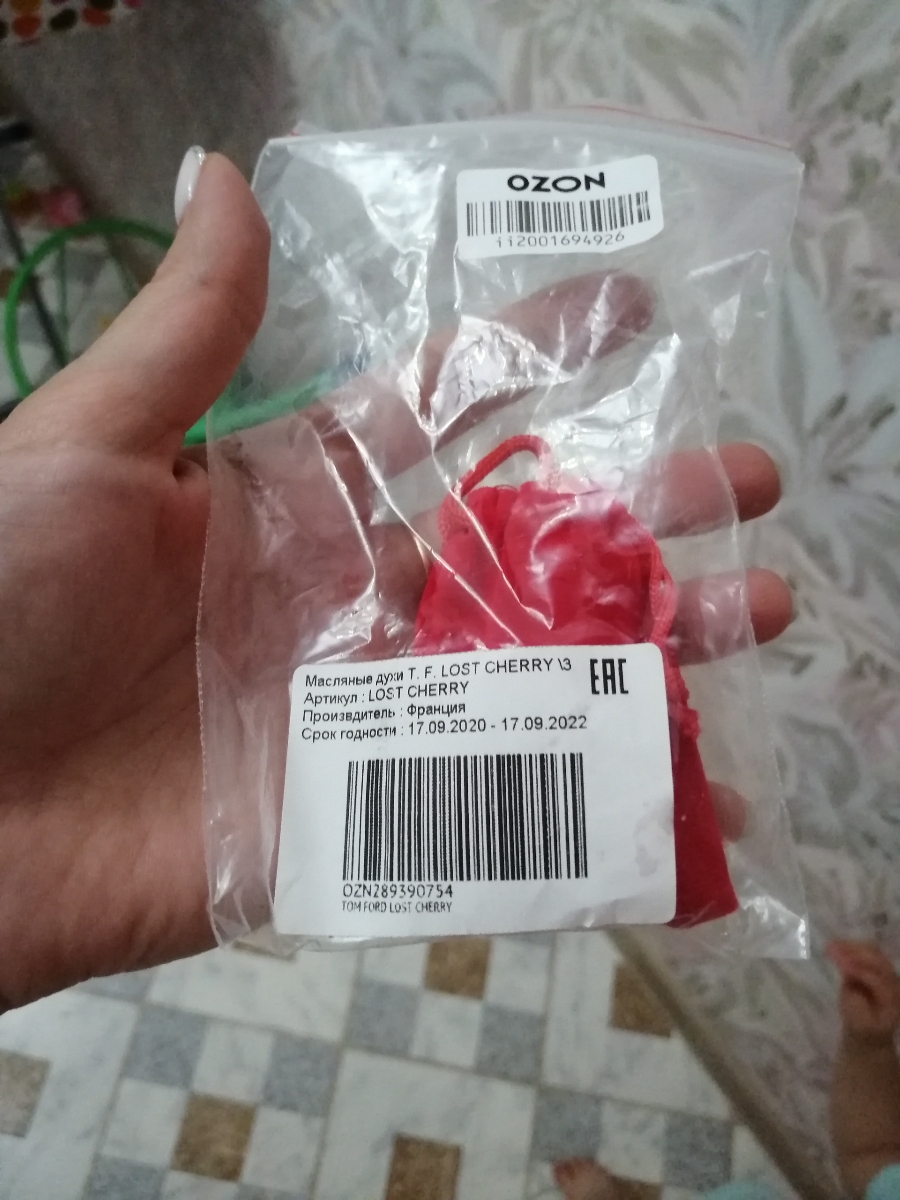 OZON
ii2001694926
Масляные духи T. F. LOST CHERRY \3
Артикул : LOST CHERRY
Произвдитель : Франция
Срок годности : 17.09.2020 - 17.09.2022
EAC
OZN289390754
TOM FORD LOST CHERRY